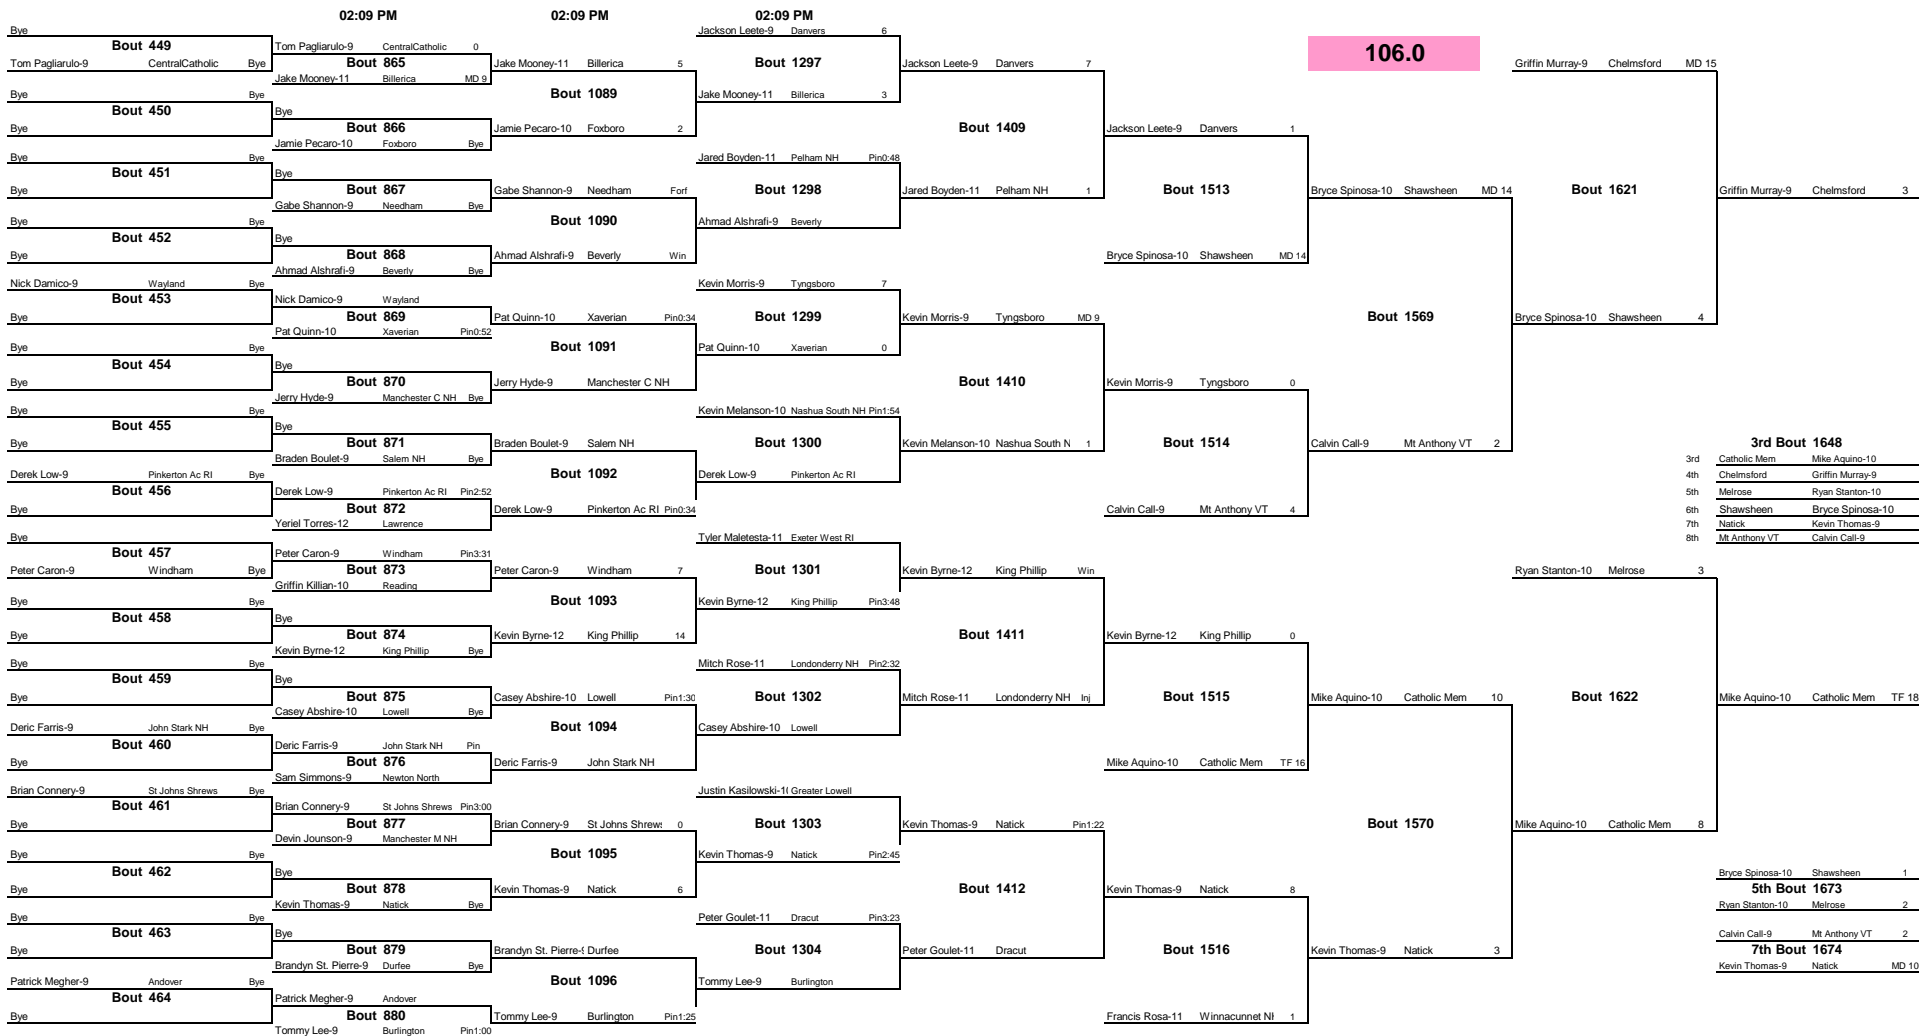 02:09 PM 02:09 PM 02:09 PM
Bye
Bout 449
Tom Pagliarulo-9 CentralCatholic Bye
Bye Bye
Bout 450
Bye
Bye Bye
Bout 451
Bye
Bye Bye
Bout 452
Bye
Nick Damico-9 Wayland Bye
Bout 453
Bye
Bye Bye
Bout 454
Bye
Bye Bye
Bout 455
Bye
Derek Low-9 Pinkerton Ac RI Bye
Bout 456
Bye
Bye
Bout 457
Peter Caron-9 Windham Bye
Bye Bye
Bout 458
Bye
Bye Bye
Bout 459
Bye
Deric Farris-9 John Stark NH Bye
Bout 460
Bye
Brian Connery-9 St Johns Shrews Bye
Bout 461
Bye
Bye Bye
Bout 462
Bye
Bye Bye
Bout 463
Bye
Patrick Megher-9 Andover Bye
Bout 464
Bye
Tom Pagliarulo-9 CentralCatholic 0
Bout 865
Jake Mooney-11 Billerica MD 9
Bye
Bout 866
Jamie Pecaro-10 Foxboro Bye
Bye
Bout 867
Gabe Shannon-9 Needham Bye
Bye
Bout 868
Ahmad Alshrafi-9 Beverly Bye
Nick Damico-9 Wayland
Bout 869
Pat Quinn-10 Xaverian Pin0:52
Bye
Bout 870
Jerry Hyde-9 Manchester C NH Bye
Bye
Bout 871
Braden Boulet-9 Salem NH Bye
Derek Low-9 Pinkerton Ac RI Pin2:52
Bout 872
Yeriel Torres-12 Lawrence
Peter Caron-9 Windham Pin3:31
Bout 873
Griffin Killian-10 Reading
Bye
Bout 874
Kevin Byrne-12 King Phillip Bye
Bye
Bout 875
Casey Abshire-10 Lowell Bye
Deric Farris-9 John Stark NH Pin
Bout 876
Sam Simmons-9 Newton North
Brian Connery-9 St Johns Shrews Pin3:00
Bout 877
Devin Jounson-9 Manchester M NH
Bye
Bout 878
Kevin Thomas-9 Natick Bye
Bye
Bout 879
Brandyn St. Pierre-9 Durfee Bye
Patrick Megher-9 Andover
Bout 880
Tommy Lee-9 Burlington Pin1:00
Jake Mooney-11 Billerica 5
Bout 1089
Jamie Pecaro-10 Foxboro 2
Gabe Shannon-9 Needham Forf
Bout 1090
Ahmad Alshrafi-9 Beverly Win
Pat Quinn-10 Xaverian Pin0:34
Bout 1091
Jerry Hyde-9 Manchester C NH
Braden Boulet-9 Salem NH
Bout 1092
Derek Low-9 Pinkerton Ac RI Pin0:34
Peter Caron-9 Windham 7
Bout 1093
Kevin Byrne-12 King Phillip 14
Casey Abshire-10 Lowell Pin1:30
Bout 1094
Deric Farris-9 John Stark NH
Brian Connery-9 St Johns Shrews 0
Bout 1095
Kevin Thomas-9 Natick 6
Brandyn St. Pierre-9 Durfee
Bout 1096
Tommy Lee-9 Burlington Pin1:25
Jackson Leete-9 Danvers 6
Bout 1297
Jake Mooney-11 Billerica 3
Jared Boyden-11 Pelham NH Pin0:48
Bout 1298
Ahmad Alshrafi-9 Beverly
Kevin Morris-9 Tyngsboro 7
Bout 1299
Pat Quinn-10 Xaverian 0
Kevin Melanson-10 Nashua South NH Pin1:54
Bout 1300
Derek Low-9 Pinkerton Ac RI
Tyler Maletesta-11 Exeter West RI
Bout 1301
Kevin Byrne-12 King Phillip Pin3:48
Mitch Rose-11 Londonderry NH Pin2:32
Bout 1302
Casey Abshire-10 Lowell
Justin Kasilowski-1( Greater Lowell
Bout 1303
Kevin Thomas-9 Natick Pin2:45
Peter Goulet-11 Dracut Pin3:23
Bout 1304
Tommy Lee-9 Burlington
Jackson Leete-9 Danvers 7
Bout 1409
Jared Boyden-11 Pelham NH 1
Kevin Morris-9 Tyngsboro MD 9
Bout 1410
Kevin Melanson-10 Nashua South N 1
Kevin Byrne-12 King Phillip Win
Bout 1411
Mitch Rose-11 Londonderry NH Inj
Kevin Thomas-9 Natick Pin1:22
Bout 1412
Peter Goulet-11 Dracut
Jackson Leete-9 Danvers 1
Bout 1513
Bryce Spinosa-10 Shawsheen MD 14
Kevin Morris-9 Tyngsboro 0
Bout 1514
Calvin Call-9 Mt Anthony VT 4
Kevin Byrne-12 King Phillip 0
Bout 1515
Mike Aquino-10 Catholic Mem TF 16
Kevin Thomas-9 Natick 8
Bout 1516
Francis Rosa-11 Winnacunnet NH 1
106.0
Bryce Spinosa-10 Shawsheen MD 14
Bout 1569
Calvin Call-9 Mt Anthony VT 2
Mike Aquino-10 Catholic Mem 10
Bout 1570
Kevin Thomas-9 Natick 3
Griffin Murray-9 Chelmsford MD 15
Bout 1621
Bryce Spinosa-10 Shawsheen 4
Ryan Stanton-10 Melrose 3
Bout 1622
Mike Aquino-10 Catholic Mem 8
Griffin Murray-9 Chelmsford 3
3rd Bout 1648
3rd Catholic Mem Mike Aquino-10
4th Chelmsford Griffin Murray-9
5th Melrose Ryan Stanton-10
6th Shawsheen Bryce Spinosa-10
7th Natick Kevin Thomas-9
8th Mt Anthony VT Calvin Call-9
Mike Aquino-10 Catholic Mem TF 18
Bryce Spinosa-10 Shawsheen 1
5th Bout 1673
Ryan Stanton-10 Melrose 2
Calvin Call-9 Mt Anthony VT 2
7th Bout 1674
Kevin Thomas-9 Natick MD 10